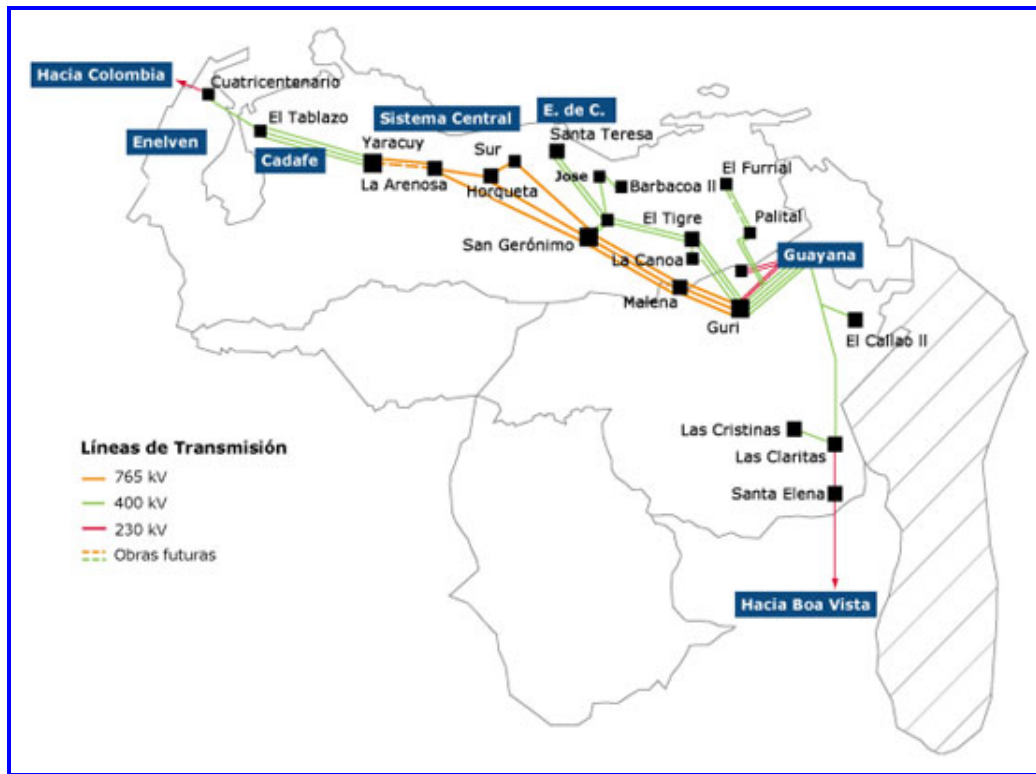 Hacia Colombia
Cuatricentenario
El Tablazo
Enelven
Cadafe
Yaracuy
Sistema Central
E. de C.
La Arenosa
Sur
Horqueta
Santa Teresa
Jose
Barbacoa II
El Furrial
El Tigre
Palital
San Gerónimo
La Canoa
Guayana
Malena
Guri
El Callao II
Las Cristinas
Las Claritas
Santa Elena
Hacia Boa Vista
Líneas de Transmisión
765 kV
400 kV
230 kV
Obras futuras